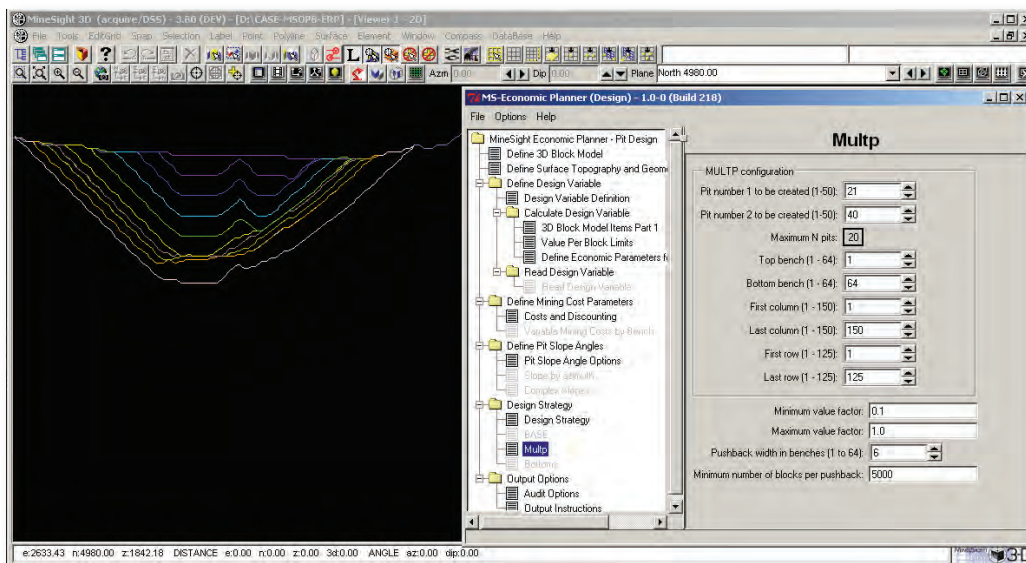 MineSight 3D (acquire/DSS) - 3.60 (DEV) - [D:\CASE-MSOPB-ERP] - [Viewer 1 - 2D]
File Tools EditGrid Snap Selection Label Point Polyline Surface Element Window Compass DataBase Help
Azm 0.00 Dip 0.00 Plane North 4980.00
MS-Economic Planner (Design) - 1.0-0 (Build 218)
File Options Help
MineSight Economic Planner - Pit Design
Define 3D Block Model
Define Surface Topography and Geome
Define Design Variable
Design Variable Definition
Calculate Design Variable
3D Block Model Items Part 1
Value Per Block Limits
Define Economic Parameters f
Read Design Variable
Read Design Variable
Define Mining Cost Parameters
Costs and Discounting
Variable Mining Costs by Bench
Define Pit Slope Angles
Pit Slope Angle Options
Slope by azimuth
Complex slopes
Design Strategy
Design Strategy
BASE
Multp
Bottoms
Output Options
Audit Options
Output Instructions
Multp
MULTP configuration
Pit number 1 to be created (1-50): 21
Pit number 2 to be created (1-50): 40
Maximum N pits: 20
Top bench (1 - 64): 1
Bottom bench (1 - 64): 64
First column (1 - 150): 1
Last column (1 - 150): 150
First row (1 - 125): 1
Last row (1 - 125): 125
Minimum value factor: 0.1
Maximum value factor: 1.0
Pushback width in benches (1 to 64): 6
Minimum number of blocks per pushback: 5000
e:2633.43 n:4980.00 z:1842.18 DISTANCE e:0.00 n:0.00 z:0.00 3d:0.00 ANGLE az:0.00 dip:0.00
3-D